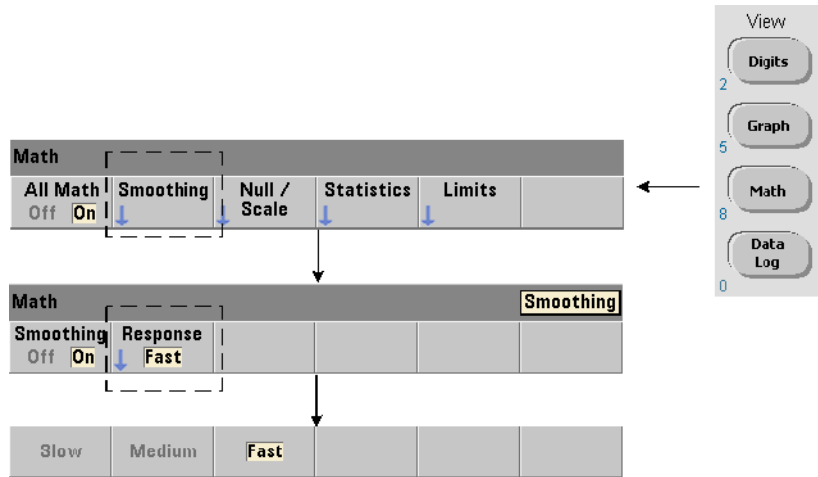 View
Digits
2
Graph
5
Math
8
Data
Log
0
Math
All Math Smoothing Null / Statistics Limits
Off On Scale
Math Smoothing
Smoothing Response
Off On Fast
Slow Medium Fast